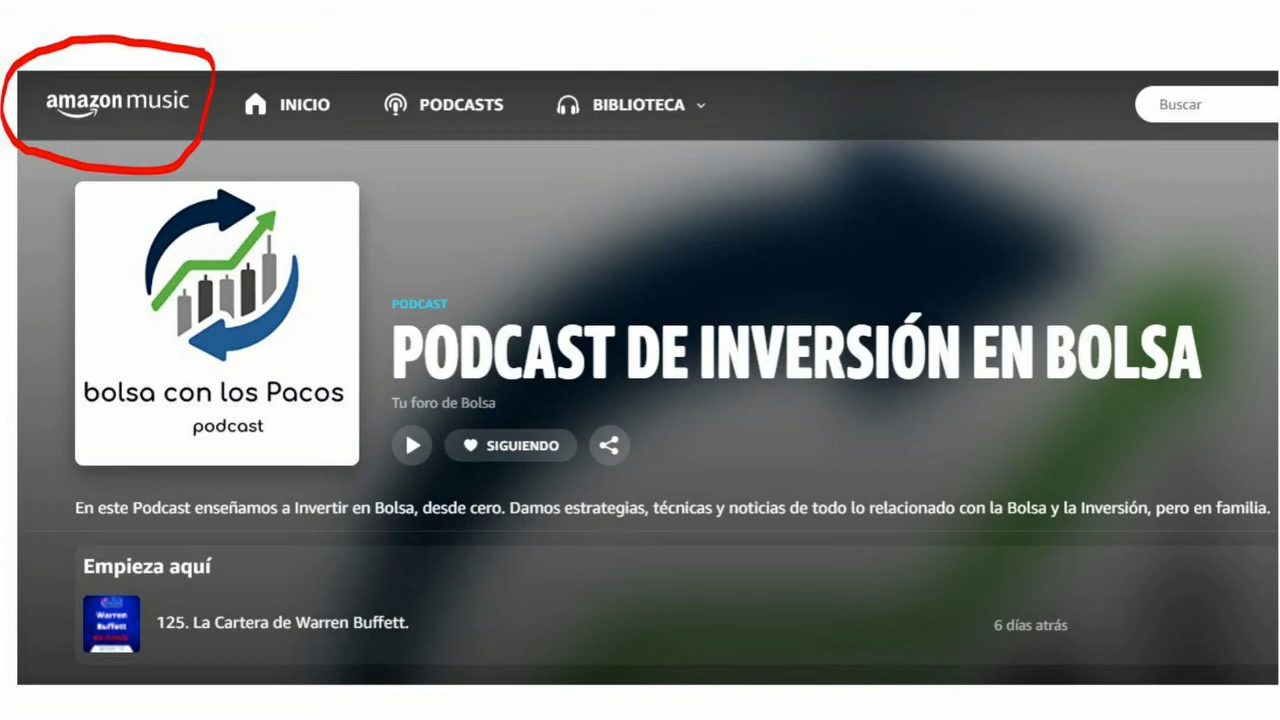 amazon music
INICIO
PODCASTS
BIBLIOTECA
Buscar
bolsa con los Pacos
podcast
PODCAST
PODCAST DE INVERSIÓN EN BOLSA
Tu foro de Bolsa
SIGUIENDO
En este Podcast enseñamos a Invertir en Bolsa, desde cero. Damos estrategias, técnicas y noticias de todo lo relacionado con la Bolsa y la Inversión, pero en familia.
Empieza aquí
Warren
Buffett
125. La Cartera de Warren Buffett.
6 días atrás